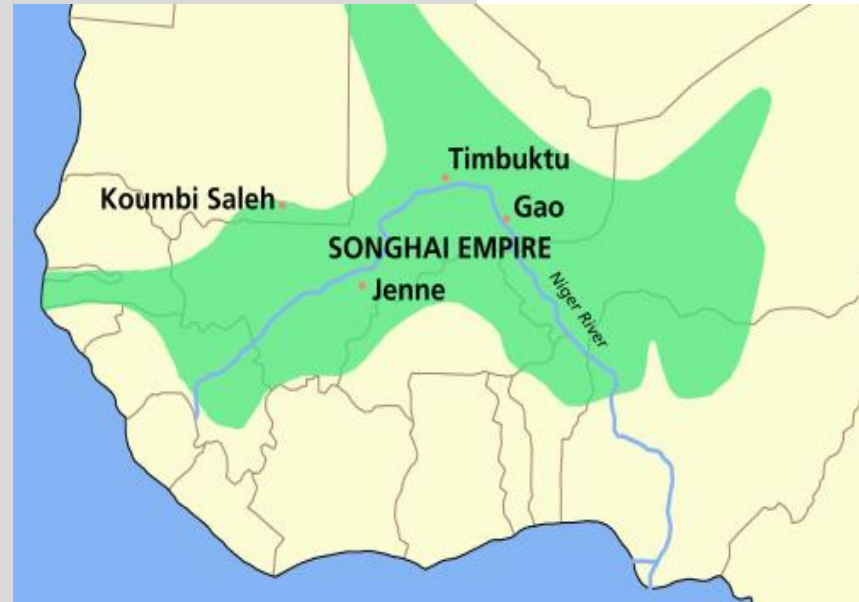 Timbuktu
Koumbi Saleh
Gao
SONGHAI EMPIRE
Jenne
Niger River